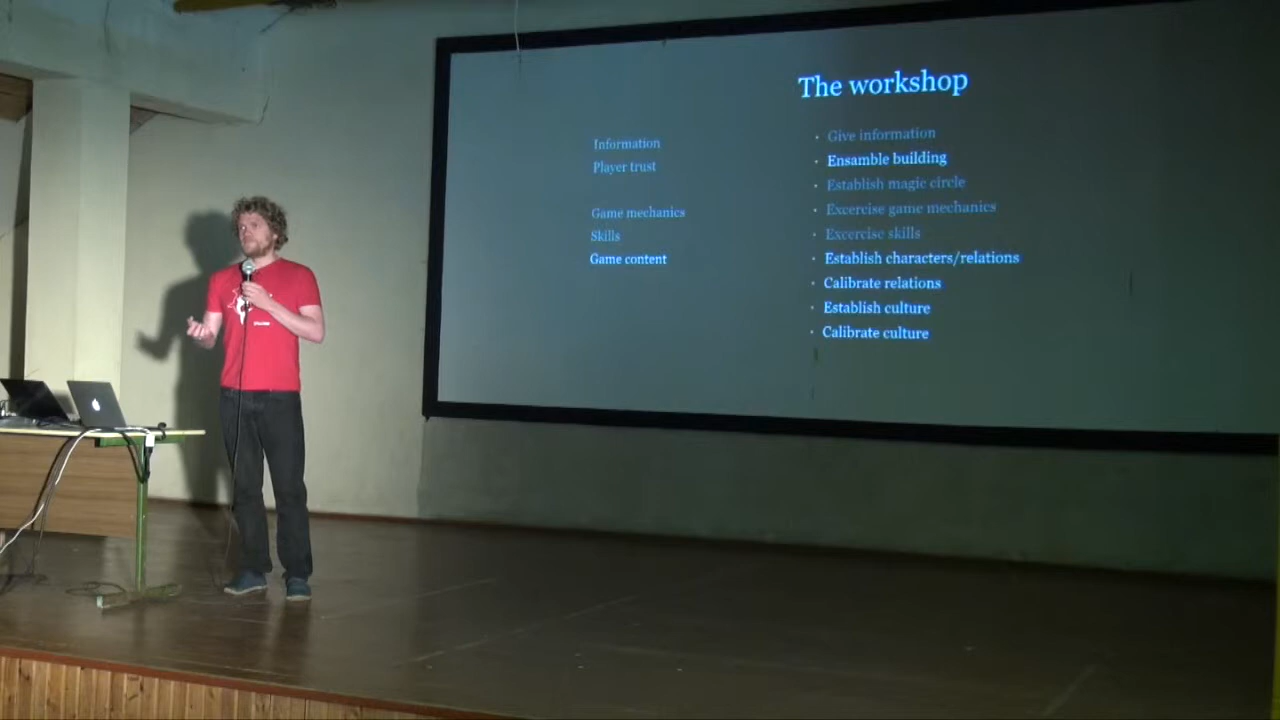 The workshop
Information
Player trust
Game mechanics
Skills
Game content
• Give information
• Ensamble building
• Establish magic circle
• Excercise game mechanics
• Excercise skills
• Establish characters/relations
• Calibrate relations
• Establish culture
• Calibrate culture